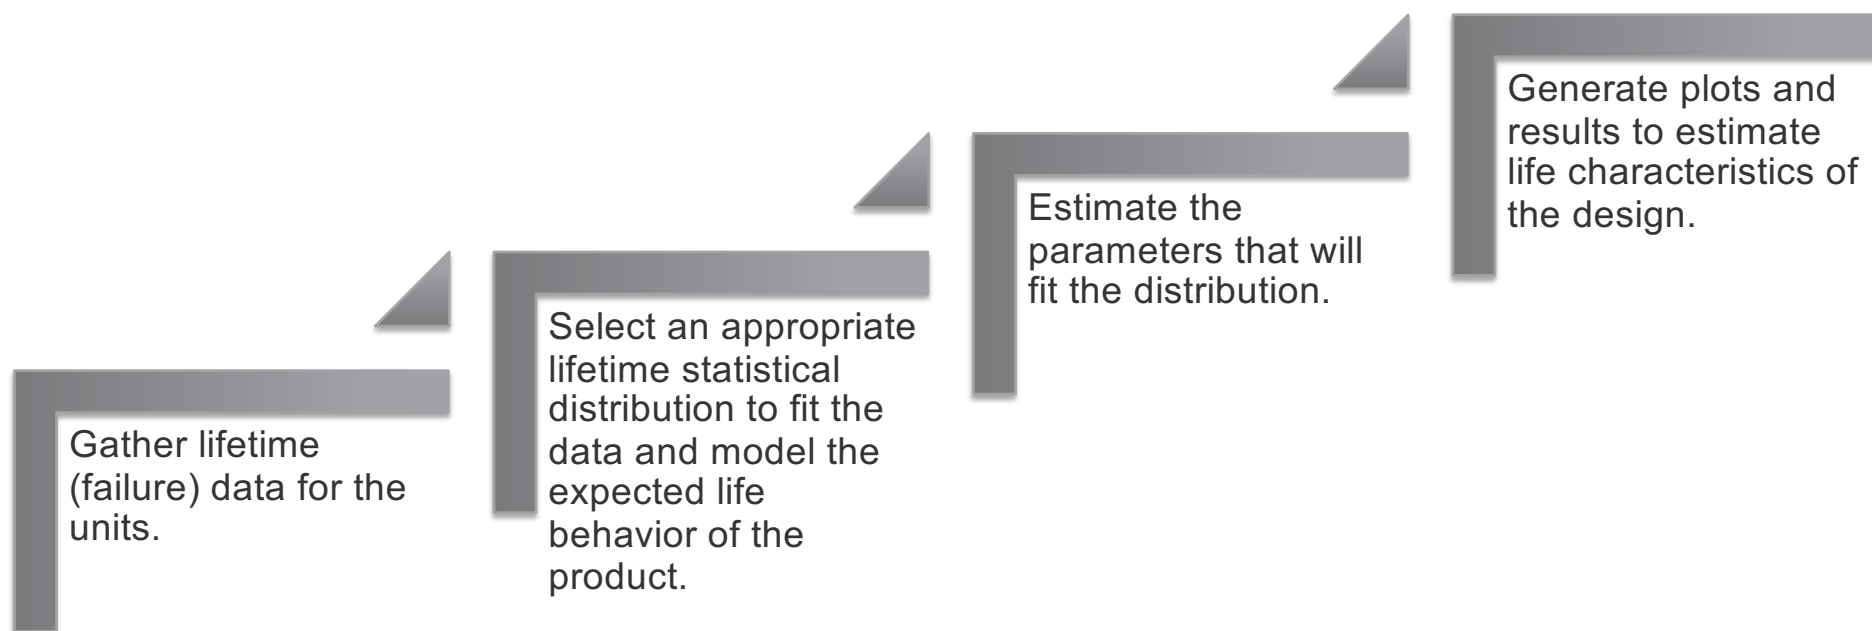 Gather lifetime
(failure) data for the
units.
Select an appropriate
lifetime statistical
distribution to fit the
data and model the
expected life
behavior of the
product.
Estimate the
parameters that will
fit the distribution.
Generate plots and
results to estimate
life characteristics of
the design.